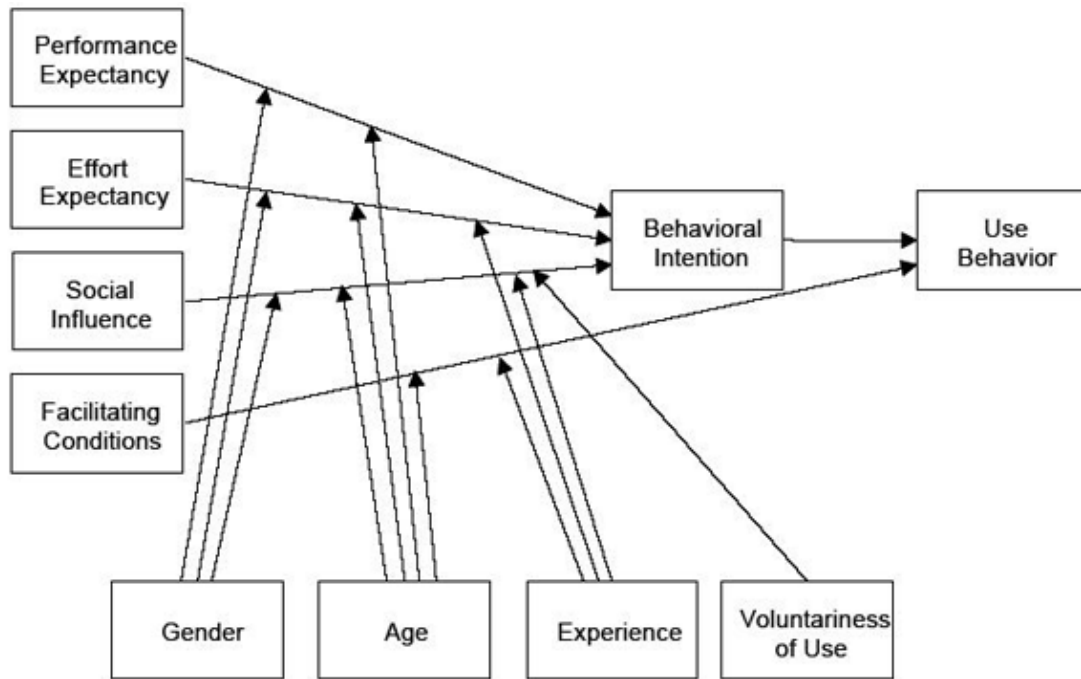 Performance
Expectancy
Effort
Expectancy
Social
Influence
Facilitating
Conditions
Behavioral
Intention
Use
Behavior
Gender
Age
Experience
Voluntariness
of Use